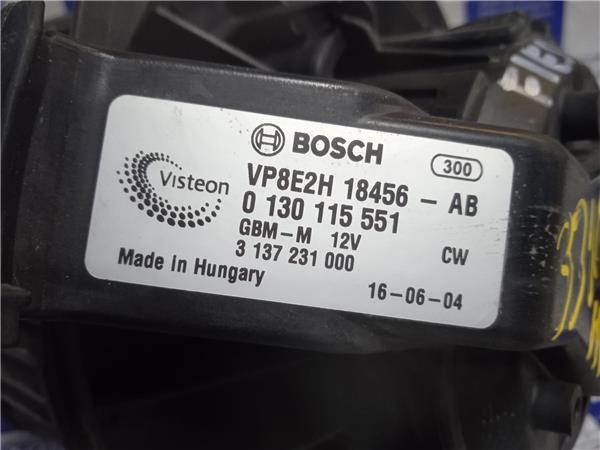 BOSCH
300
Visteon
VP8E2H 18456 - AB
0 130 115 551
GBM-M 12V
CW
3 137 231 000
Made in Hungary
16-06-04